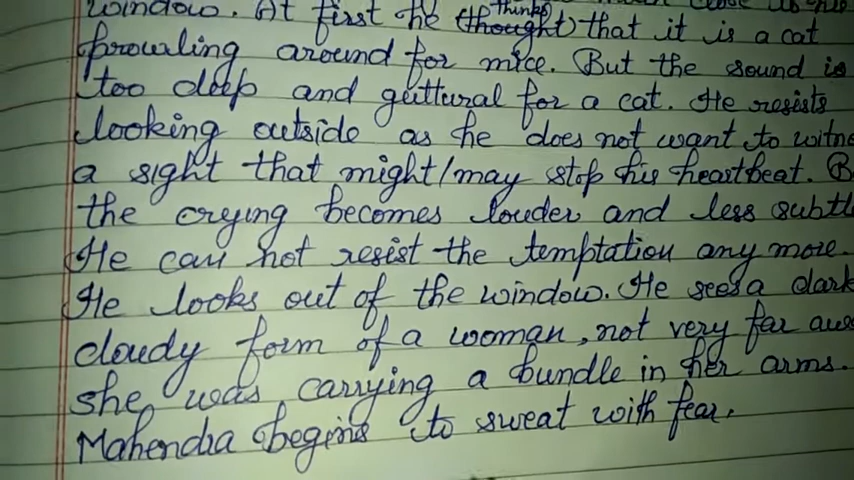 window. At first he thinks (thought) that it is a cat
prowling around for mice. But the sound is
too deep and guttural for a cat. He resists
looking outside as he does not want to witne
a sight that might/may stop his heartbeat. B
the crying becomes louder and less subtl
He can not resist the temptation any more.
He looks out of the window. He sees a dark
cloudy form of a woman, not very far awa
she was carrying a bundle in her arms.
Mahendra begins to sweat with fear.